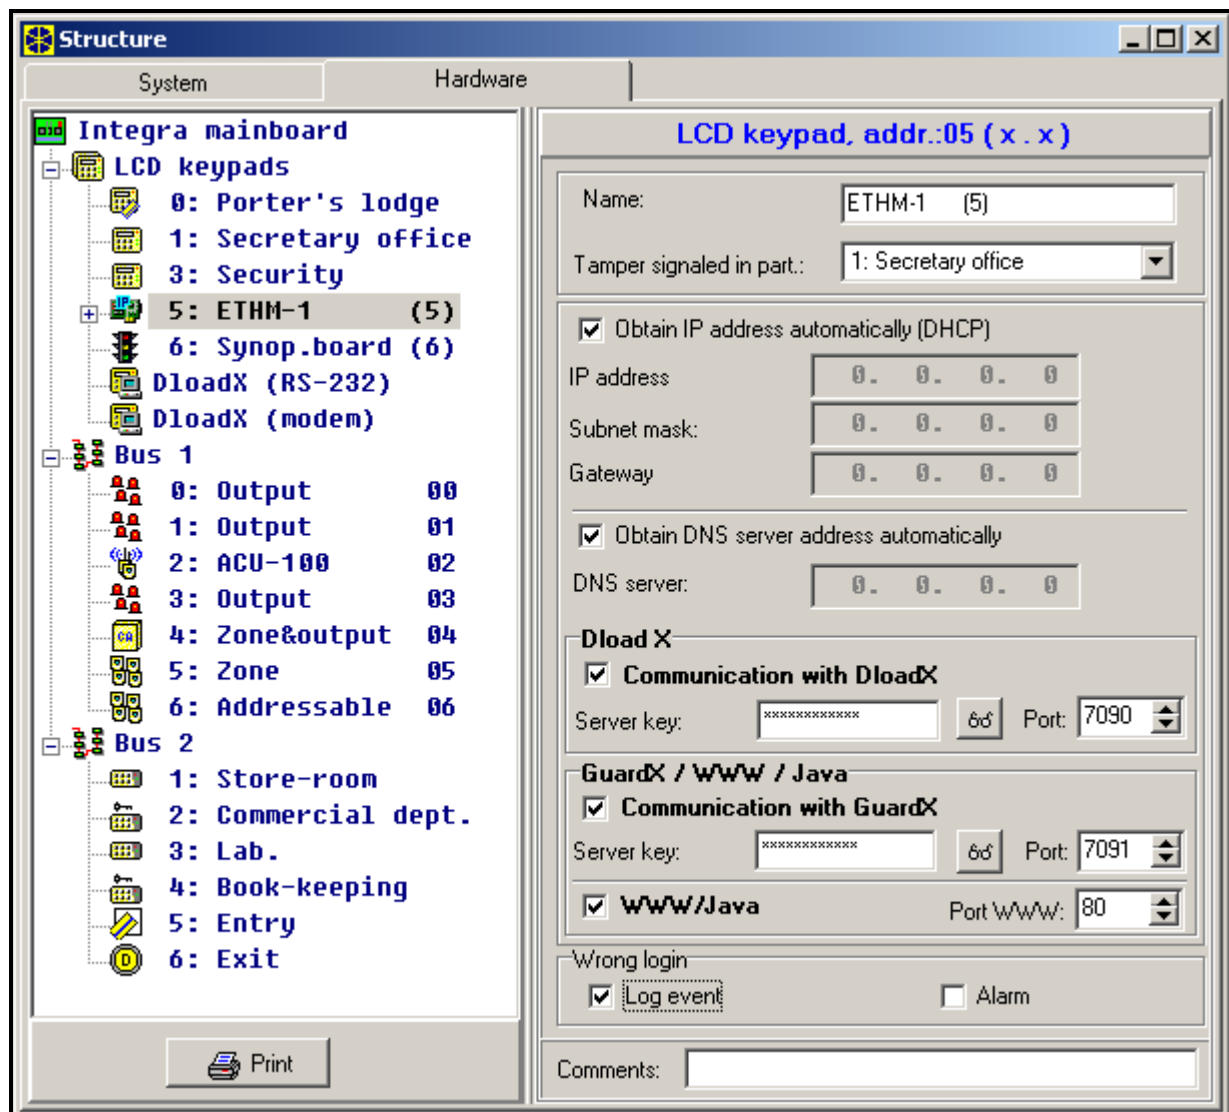 Structure
System Hardware
Integra mainboard
LCD keypads
0: Porter's lodge
1: Secretary office
3: Security
5: ETHM-1 (5)
6: Synop.board (6)
DloadX (RS-232)
DloadX (modem)
Bus 1
0: Output 00
1: Output 01
2: ACU-100 02
3: Output 03
4: Zone&output 04
5: Zone 05
6: Addressable 06
Bus 2
1: Store-room
2: Commercial dept.
3: Lab.
4: Book-keeping
5: Entry
6: Exit
Print
LCD keypad, addr.:05 ( x . x )
Name: ETHM-1 (5)
Tamper signaled in part.: 1: Secretary office
Obtain IP address automatically (DHCP)
IP address 0. 0. 0. 0
Subnet mask: 0. 0. 0. 0
Gateway 0. 0. 0. 0
Obtain DNS server address automatically
DNS server: 0. 0. 0. 0
Dload X
Communication with DloadX
Server key: ************ Port: 7090
GuardX / WWW / Java
Communication with GuardX
Server key: ************ Port: 7091
WWW/Java Port WWW: 80
Wrong login
Log event Alarm
Comments: